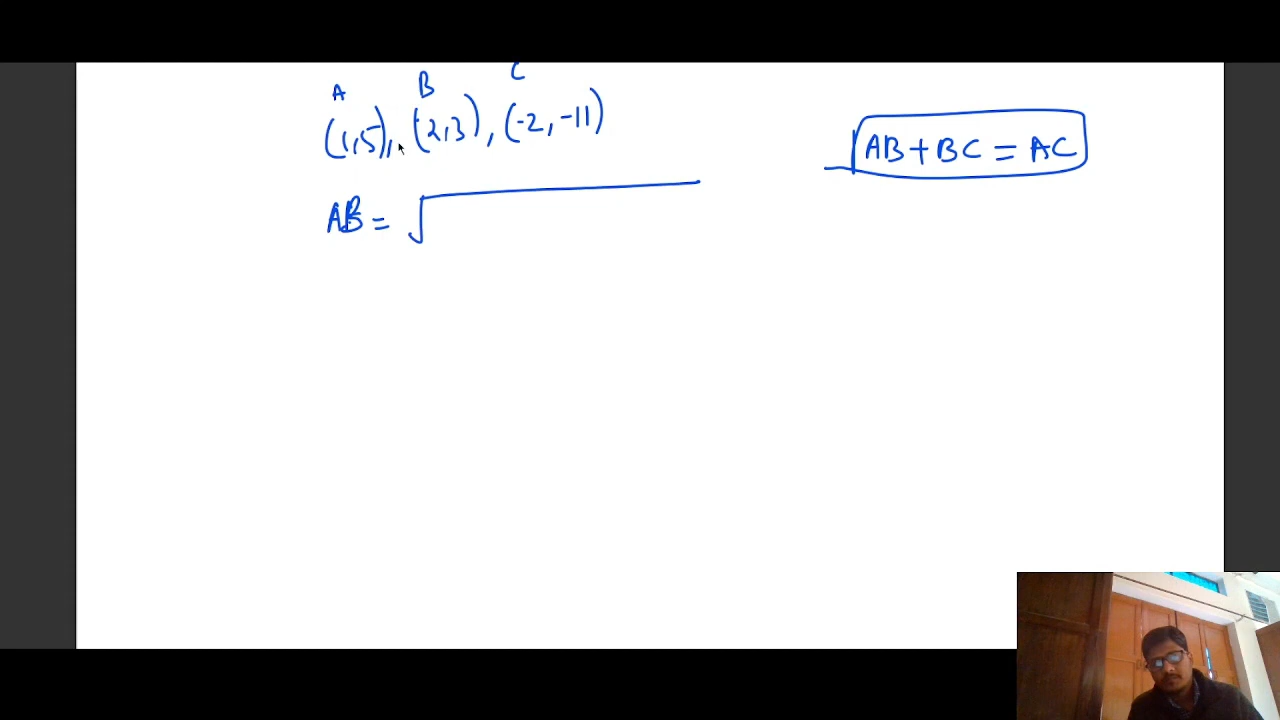 A B C
(1,5), (2,3), (-2,-11)
AB + BC = AC
AB = √